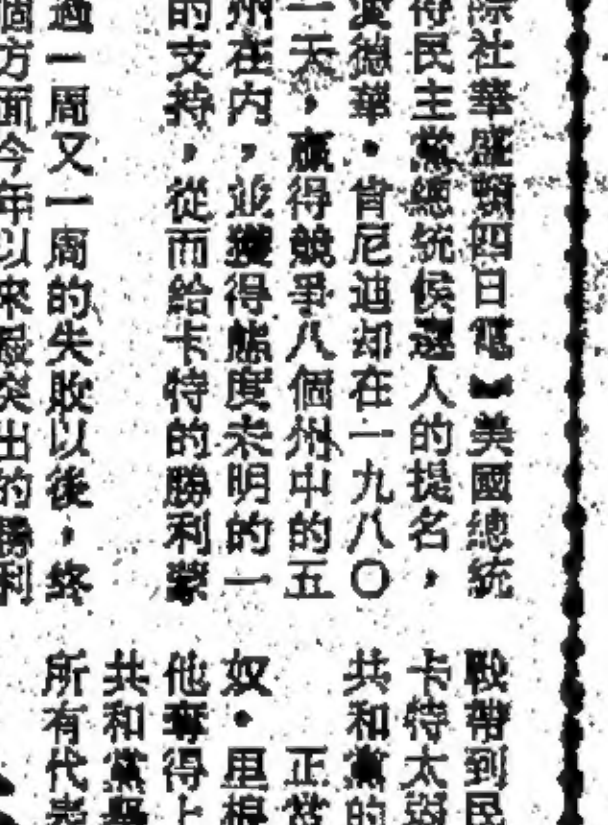 際社華盛頓四日電】美國總統
得民主黨總統候選人的提名，
愛德華·肯尼迪却在一九八〇
一天，贏得競爭八個州中的五
州在内，並獲得態度未明的一
的支持，從而給卡特的勝利蒙
過一周又一周的失敗以後，終
個方面今年以來最突出的勝利
戰帶到民
卡特太
共和黨的
正當
奴·里根
他奪得上
共和黨
所有代表